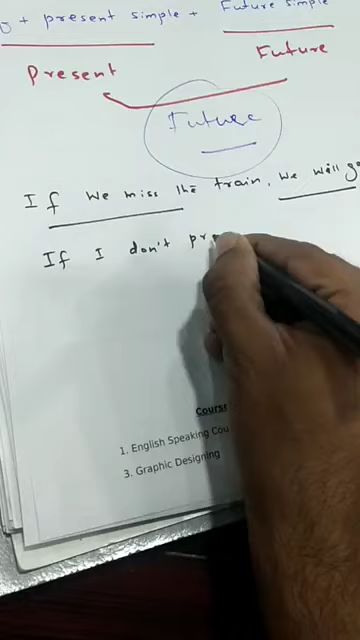 + present simple + Future simple
Present Future
Future
If we miss the train, we will
If I don't
Course
1. English Speaking Cou
3. Graphic Designing